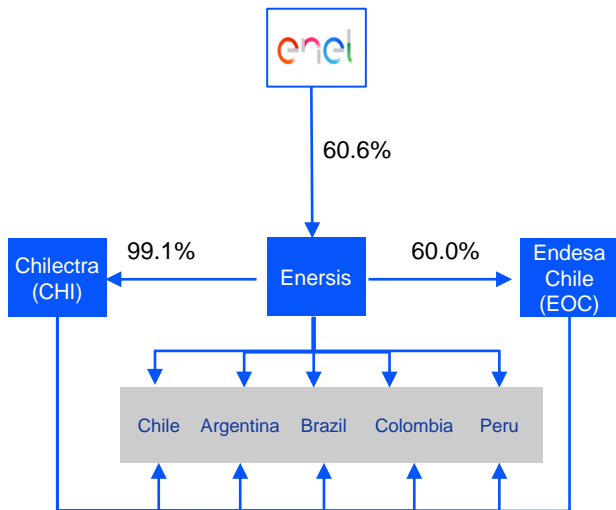 enel
60.6%
99.1%
60.0%
Chilectra
(CHI)
Enersis
Endesa
Chile
(EOC)
Chile Argentina Brazil Colombia Peru